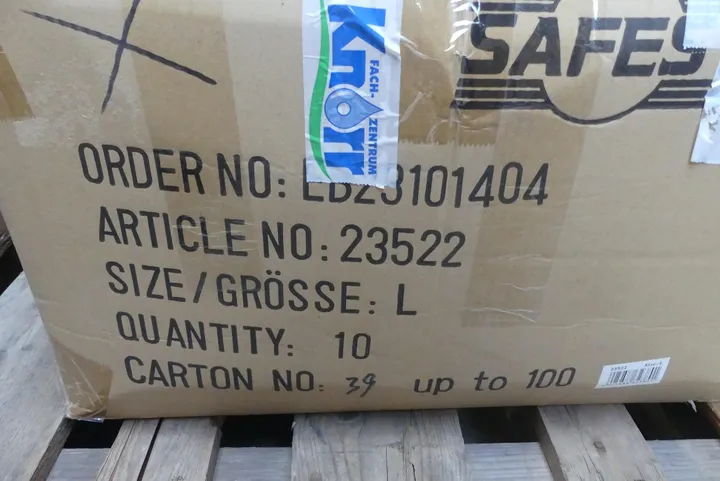 SAFES
Knorr
FACH-
ZENTRUM
ORDER NO: EB23101404
ARTICLE NO: 23522
SIZE/GRÖSSE: L
QUANTITY: 10
CARTON NO: 39 up to 100
23522